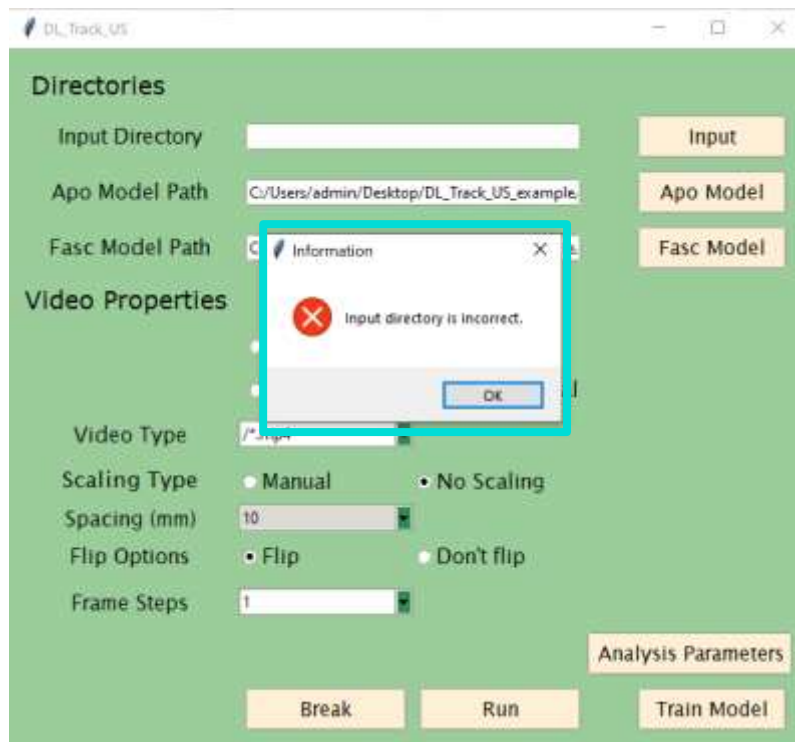 DL_Track_US
Directories
Input Directory
Input
Apo Model Path
C:/Users/admin/Desktop/DL_Track_US_example,
Apo Model
Fasc Model Path
C
Fasc Model
Information
Input directory is incorrect.
OK
Video Properties
Video Type
Scaling Type
Manual
No Scaling
Spacing (mm)
10
Flip Options
Flip
Don't flip
Frame Steps
1
Analysis Parameters
Break
Run
Train Model